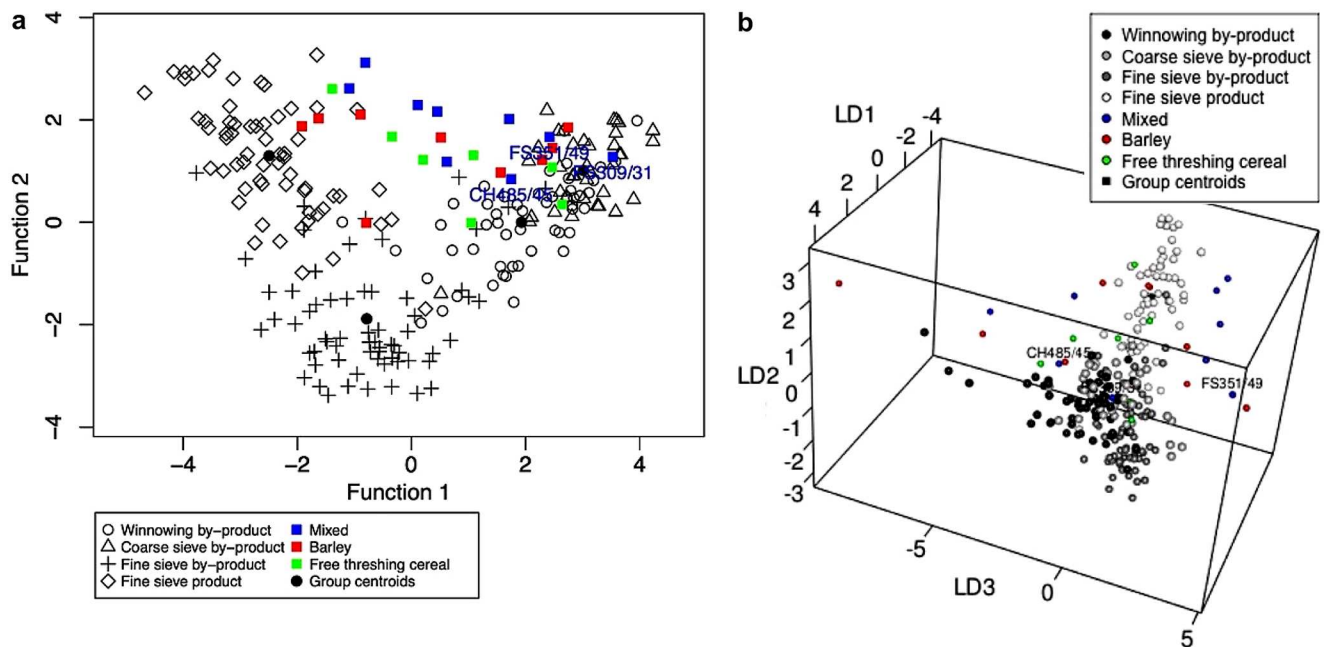 a
4
2
0
−2
−4
Function 2
FS351/49
FS309/31
CH485/45
−4
−2
0
2
4
Function 1
Winnowing by−product
Coarse sieve by−product
Fine sieve by−product
Fine sieve product
Mixed
Barley
Free threshing cereal
Group centroids
b
Winnowing by-product
Coarse sieve by-product
Fine sieve by-product
Fine sieve product
Mixed
Barley
Free threshing cereal
Group centroids
LD1
-4
-2
0
2
4
3
2
1
0
-1
-2
-3
LD2
CH485/45
FS351/49
-5
0
5
LD3